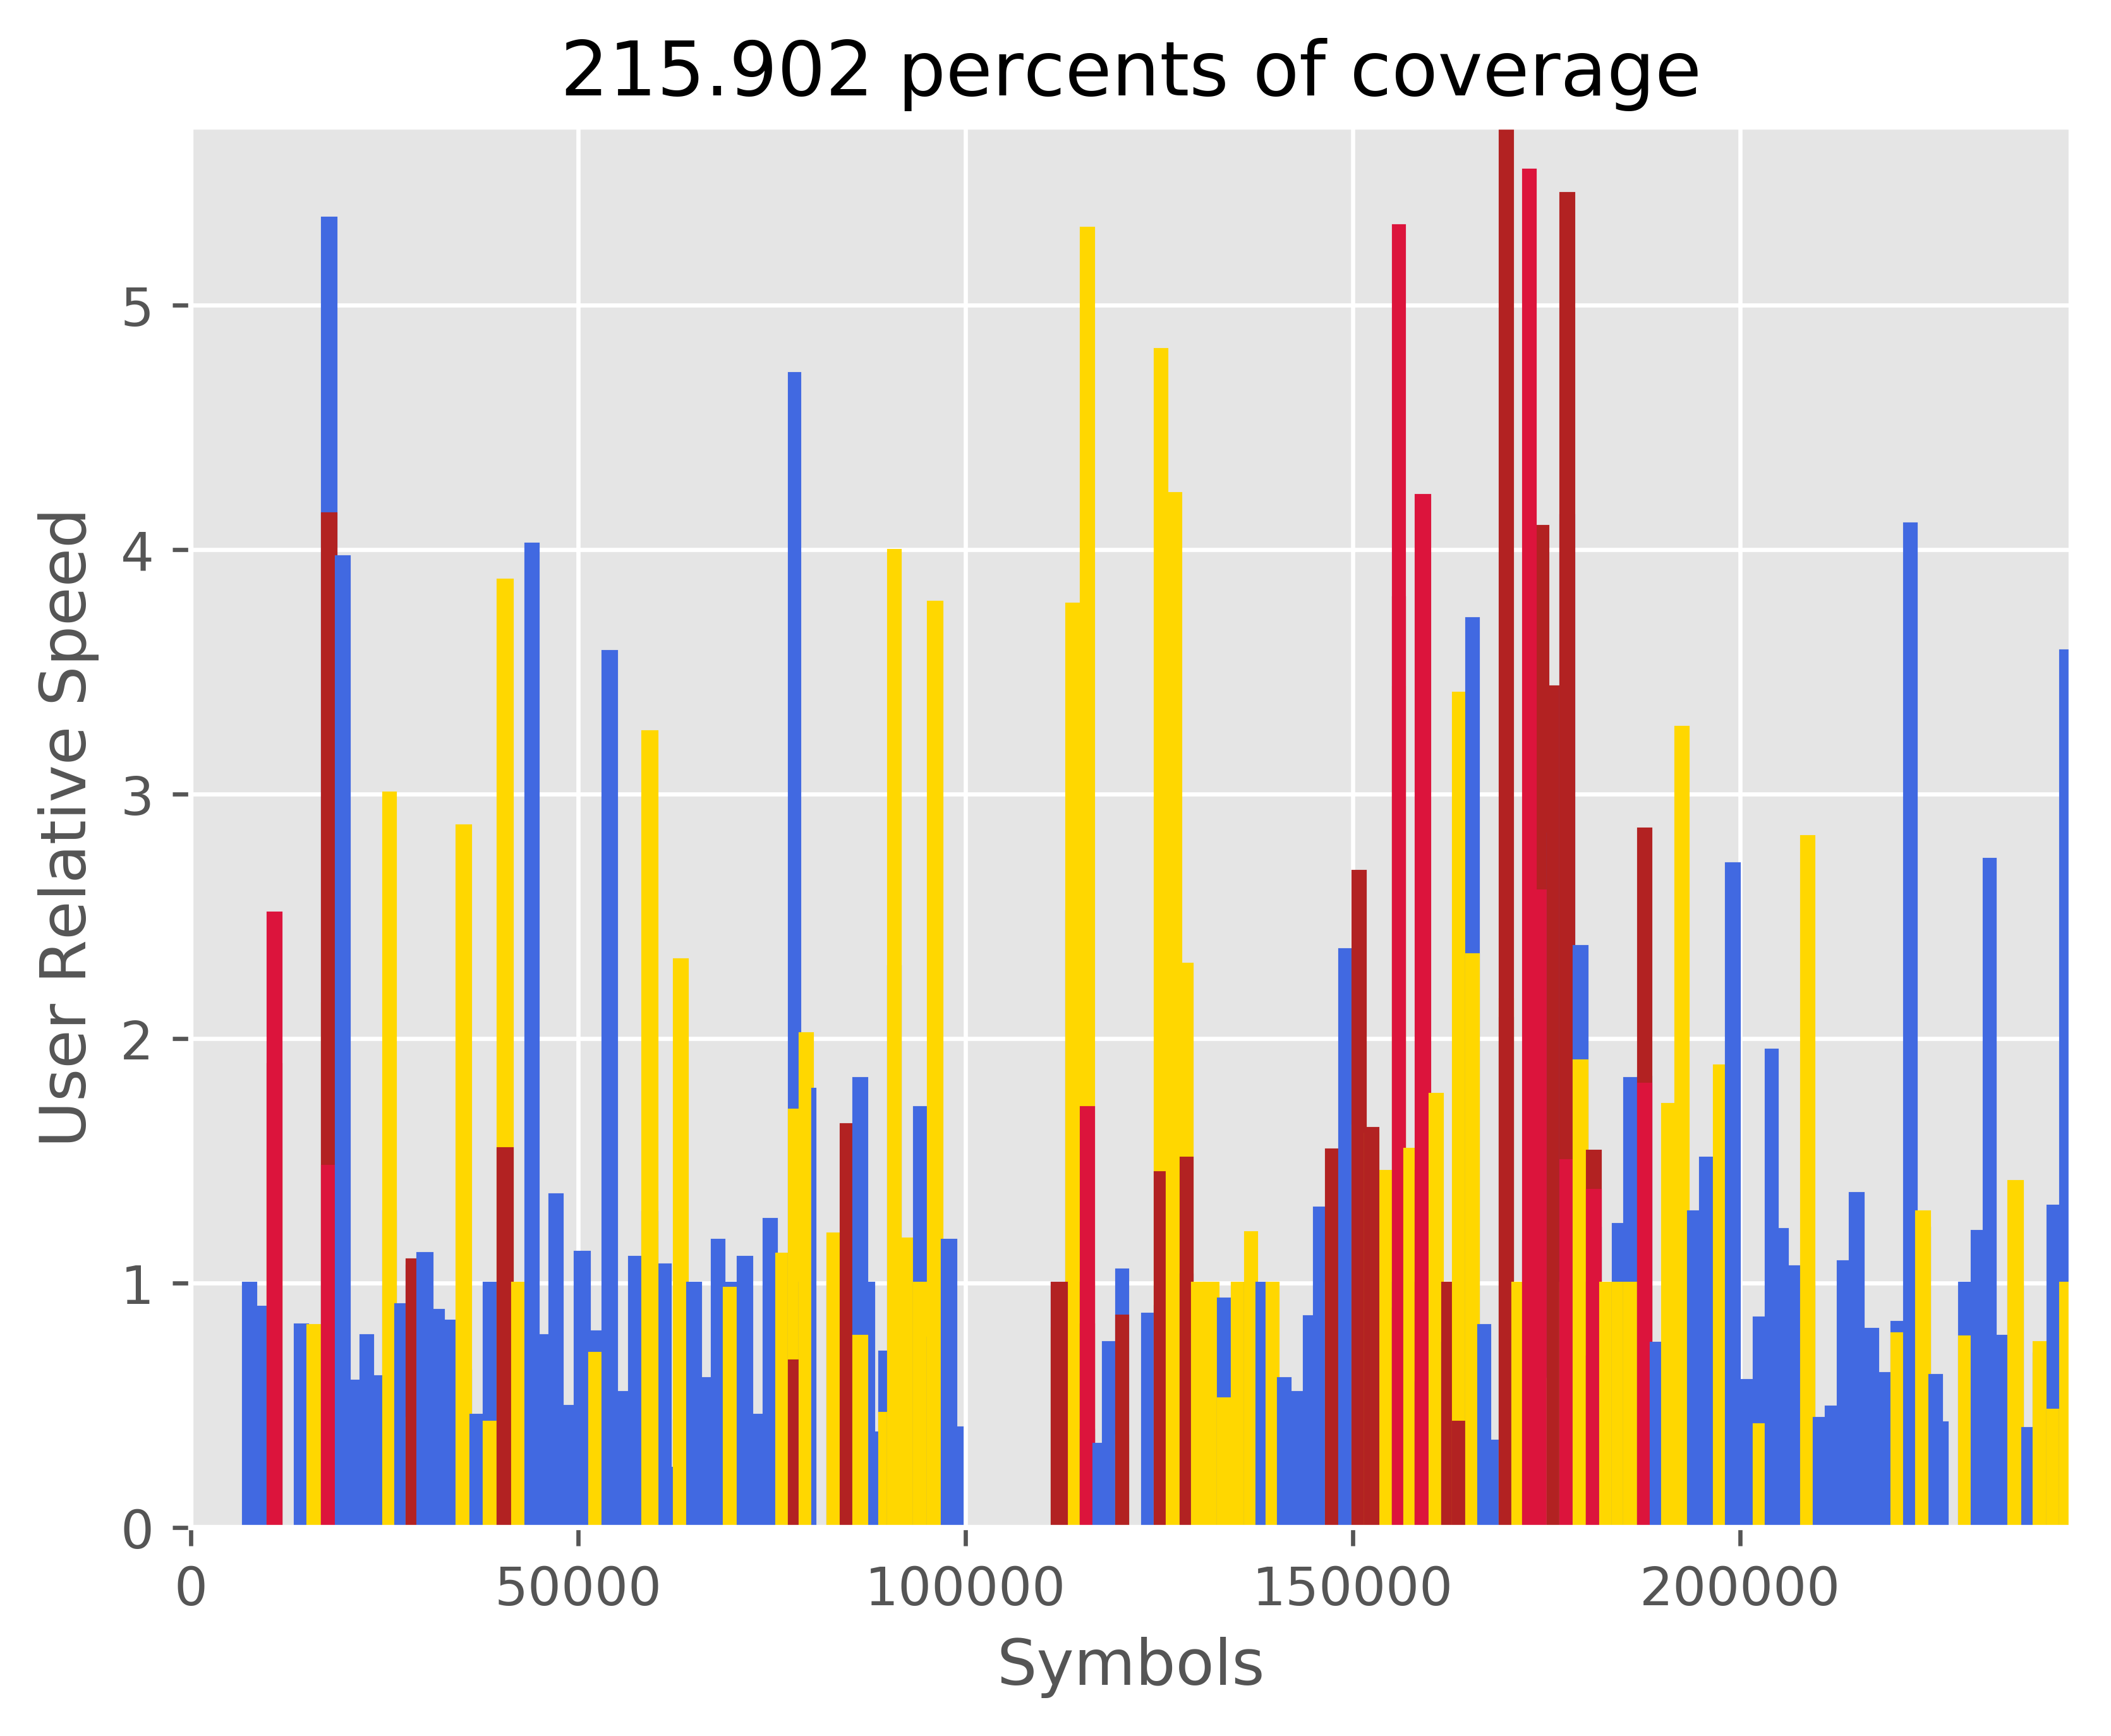 215.902 percents of coverage
User Relative Speed
5
4
3
2
1
0
0 50000 100000 150000 200000
Symbols